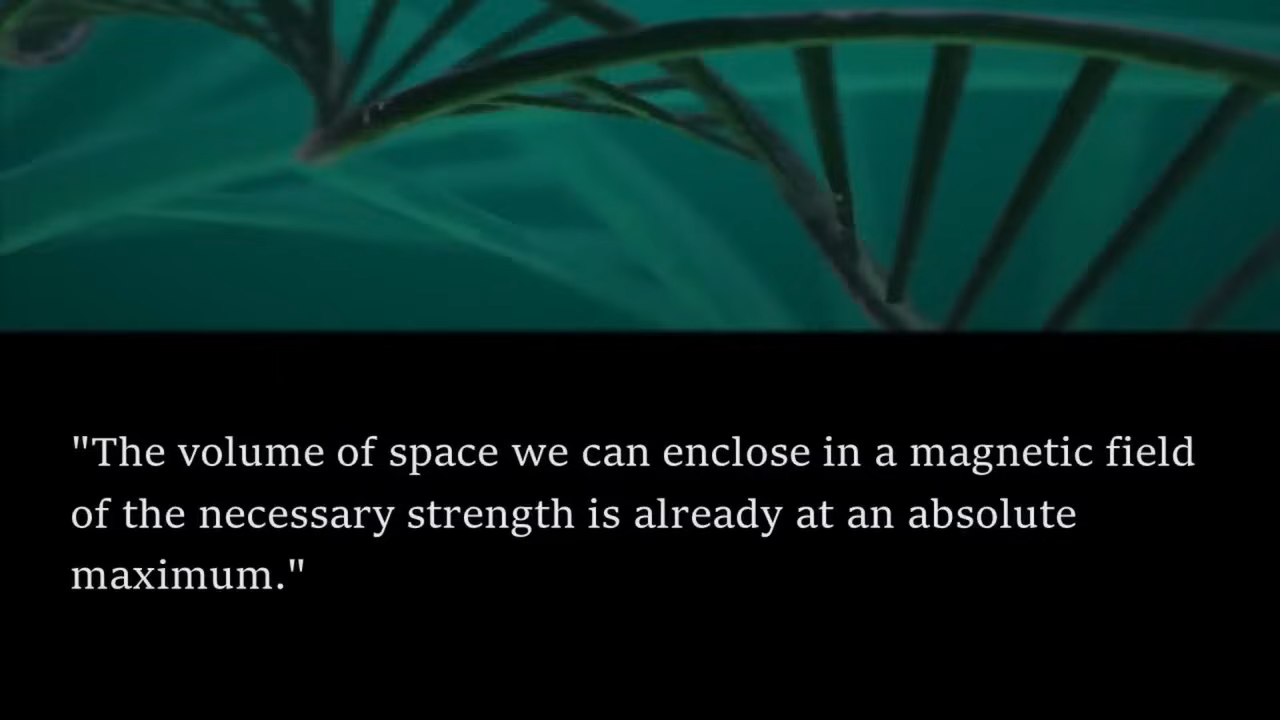 "The volume of space we can enclose in a magnetic field
of the necessary strength is already at an absolute
maximum."